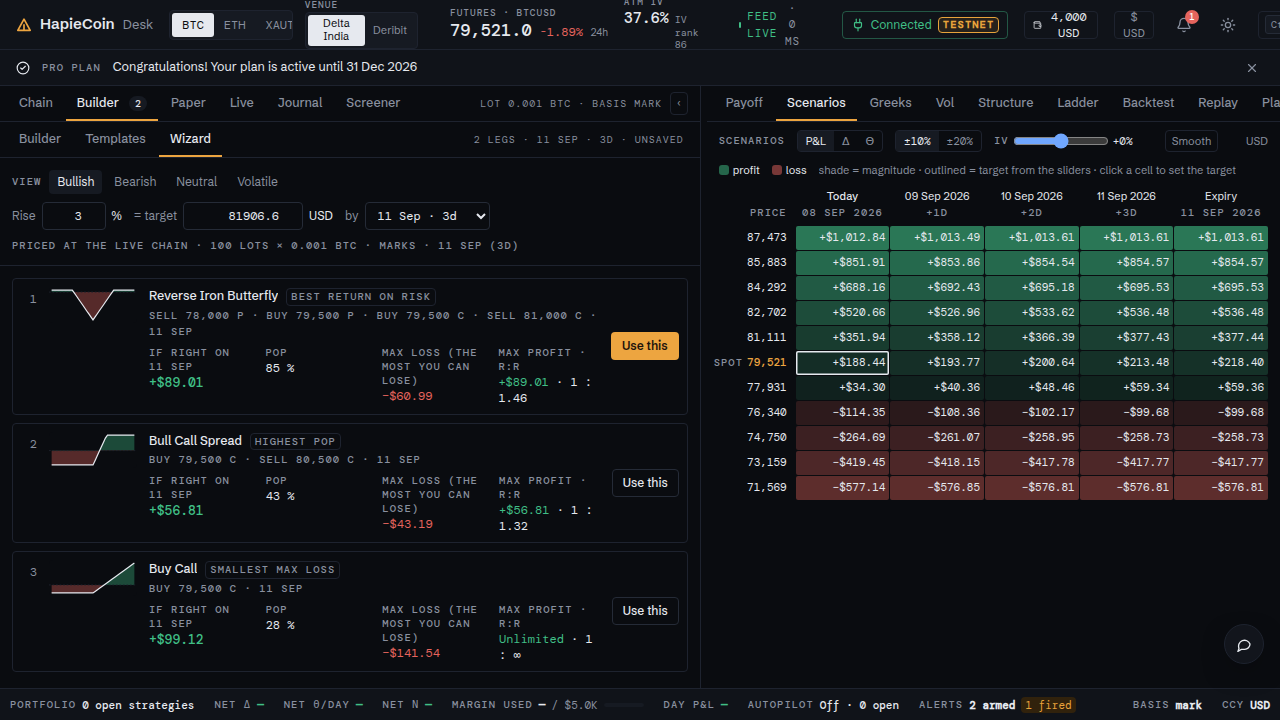 HapieCoin Desk BTC ETH XAUT VENUE Delta India Deribit FUTURES · BTCUSD 79,521.0 -1.89% 24h ATM IV 37.6% IV rank 86 FEED LIVE · 0 MS Connected TESTNET 4,000 USD $ USD 1
PRO PLAN Congratulations! Your plan is active until 31 Dec 2026
Chain Builder 2 Paper Live Journal Screener LOT 0.001 BTC · BASIS MARK ‹
Builder Templates Wizard 2 LEGS · 11 SEP · 3D · UNSAVED
VIEW Bullish Bearish Neutral Volatile
Rise 3 % = target 81906.6 USD by 11 Sep · 3d
PRICED AT THE LIVE CHAIN · 100 LOTS × 0.001 BTC · MARKS · 11 SEP (3D)
1 Reverse Iron Butterfly BEST RETURN ON RISK
SELL 78,000 P · BUY 79,500 P · BUY 79,500 C · SELL 81,000 C ·
11 SEP
IF RIGHT ON 11 SEP +$89.01
POP 85 %
MAX LOSS (THE MOST YOU CAN LOSE) −$60.99
MAX PROFIT · R:R +$89.01 · 1 : 1.46
Use this
2 Bull Call Spread HIGHEST POP
BUY 79,500 C · SELL 80,500 C · 11 SEP
IF RIGHT ON 11 SEP +$56.81
POP 43 %
MAX LOSS (THE MOST YOU CAN LOSE) −$43.19
MAX PROFIT · R:R +$56.81 · 1 : 1.32
Use this
3 Buy Call SMALLEST MAX LOSS
BUY 79,500 C · 11 SEP
IF RIGHT ON 11 SEP +$99.12
POP 28 %
MAX LOSS (THE MOST YOU CAN LOSE) −$141.54
MAX PROFIT · R:R Unlimited · 1 : ∞
Use this
Payoff Scenarios Greeks Vol Structure Ladder Backtest Replay
SCENARIOS P&L Δ Θ ±10% ±20% IV +0% Smooth USD
profit loss shade = magnitude · outlined = target from the sliders · click a cell to set the target
Today 09 Sep 2026 10 Sep 2026 11 Sep 2026 Expiry
PRICE 08 SEP 2026 +1D +2D +3D 11 SEP 2026
87,473 +$1,012.84 +$1,013.49 +$1,013.61 +$1,013.61 +$1,013.61
85,883 +$851.91 +$853.86 +$854.54 +$854.57 +$854.57
84,292 +$688.16 +$692.43 +$695.18 +$695.53 +$695.53
82,702 +$520.66 +$526.96 +$533.62 +$536.48 +$536.48
81,111 +$351.94 +$358.12 +$366.39 +$377.44 +$377.44
SPOT 79,521 +$188.44 +$193.77 +$200.64 +$213.48 +$218.40
77,931 +$34.30 +$40.36 +$48.46 +$59.34 +$59.36
76,340 −$114.35 −$108.36 −$102.17 −$99.68 −$99.68
74,750 −$264.69 −$261.07 −$258.95 −$258.73 −$258.73
73,159 −$419.45 −$418.15 −$417.78 −$417.77 −$417.77
71,569 −$577.14 −$576.85 −$576.81 −$576.81 −$576.81
PORTFOLIO 0 open strategies NET Δ — NET Θ/DAY — NET N — MARGIN USED — / $5.0K DAY P&L — AUTOPILOT Off · 0 open ALERTS 2 armed 1 fired BASIS mark CCY USD